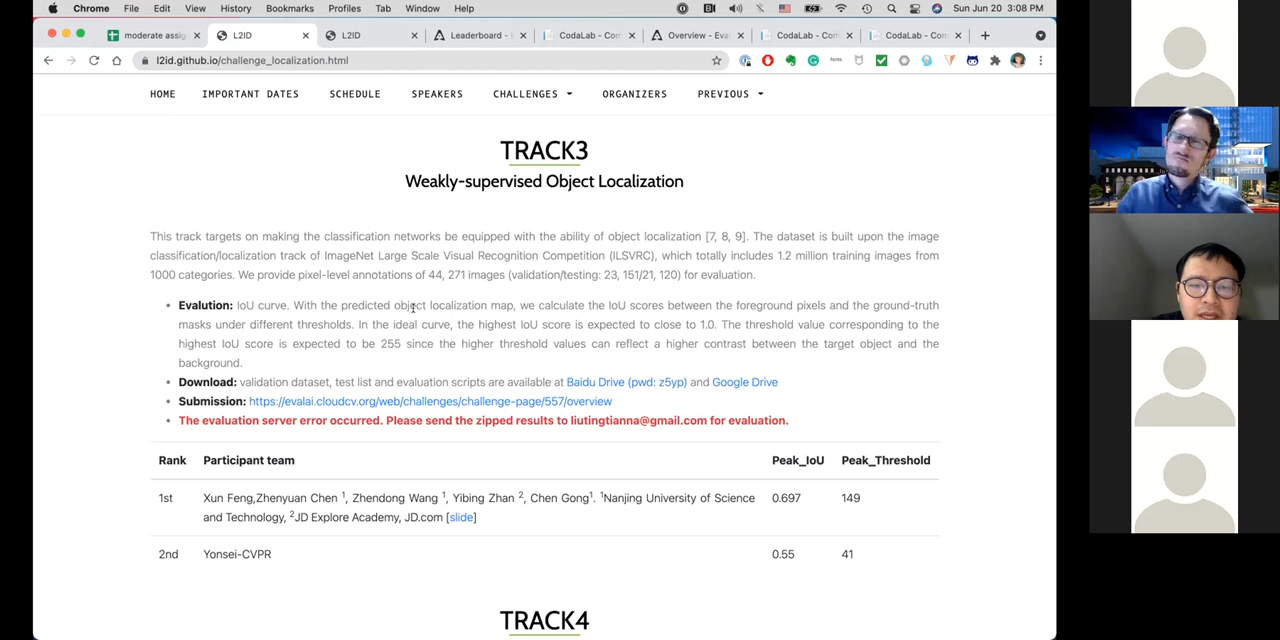 Chrome File Edit View History Bookmarks Profiles Tab Window Help Sun Jun 20 3:08 PM
moderate assig L2ID L2ID Leaderboard - CodaLab - Com Overview - Eva CodaLab - Com CodaLab - Com
l2id.github.io/challenge_localization.html
HOME IMPORTANT DATES SCHEDULE SPEAKERS CHALLENGES ORGANIZERS PREVIOUS
TRACK3
Weakly-supervised Object Localization
This track targets on making the classification networks be equipped with the ability of object localization [7, 8, 9]. The dataset is built upon the image
classification/localization track of ImageNet Large Scale Visual Recognition Competition (ILSVRC), which totally includes 1.2 million training images from
1000 categories. We provide pixel-level annotations of 44, 271 images (validation/testing: 23, 151/21, 120) for evaluation.
• Evalution: IoU curve. With the predicted object localization map, we calculate the IoU scores between the foreground pixels and the ground-truth
masks under different thresholds. In the ideal curve, the highest IoU score is expected to close to 1.0. The threshold value corresponding to the
highest IoU score is expected to be 255 since the higher threshold values can reflect a higher contrast between the target object and the
background.
• Download: validation dataset, test list and evaluation scripts are available at Baidu Drive (pwd: z5yp) and Google Drive
• Submission: https://evalai.cloudcv.org/web/challenges/challenge-page/557/overview
• The evaluation server error occurred. Please send the zipped results to liutingtianna@gmail.com for evaluation.
Rank Participant team Peak_IoU Peak_Threshold
1st Xun Feng,Zhenyuan Chen 1, Zhendong Wang 1, Yibing Zhan 2, Chen Gong1. 1Nanjing University of Science 0.697 149
and Technology, 2JD Explore Academy, JD.com [slide]
2nd Yonsei-CVPR 0.55 41
TRACK4